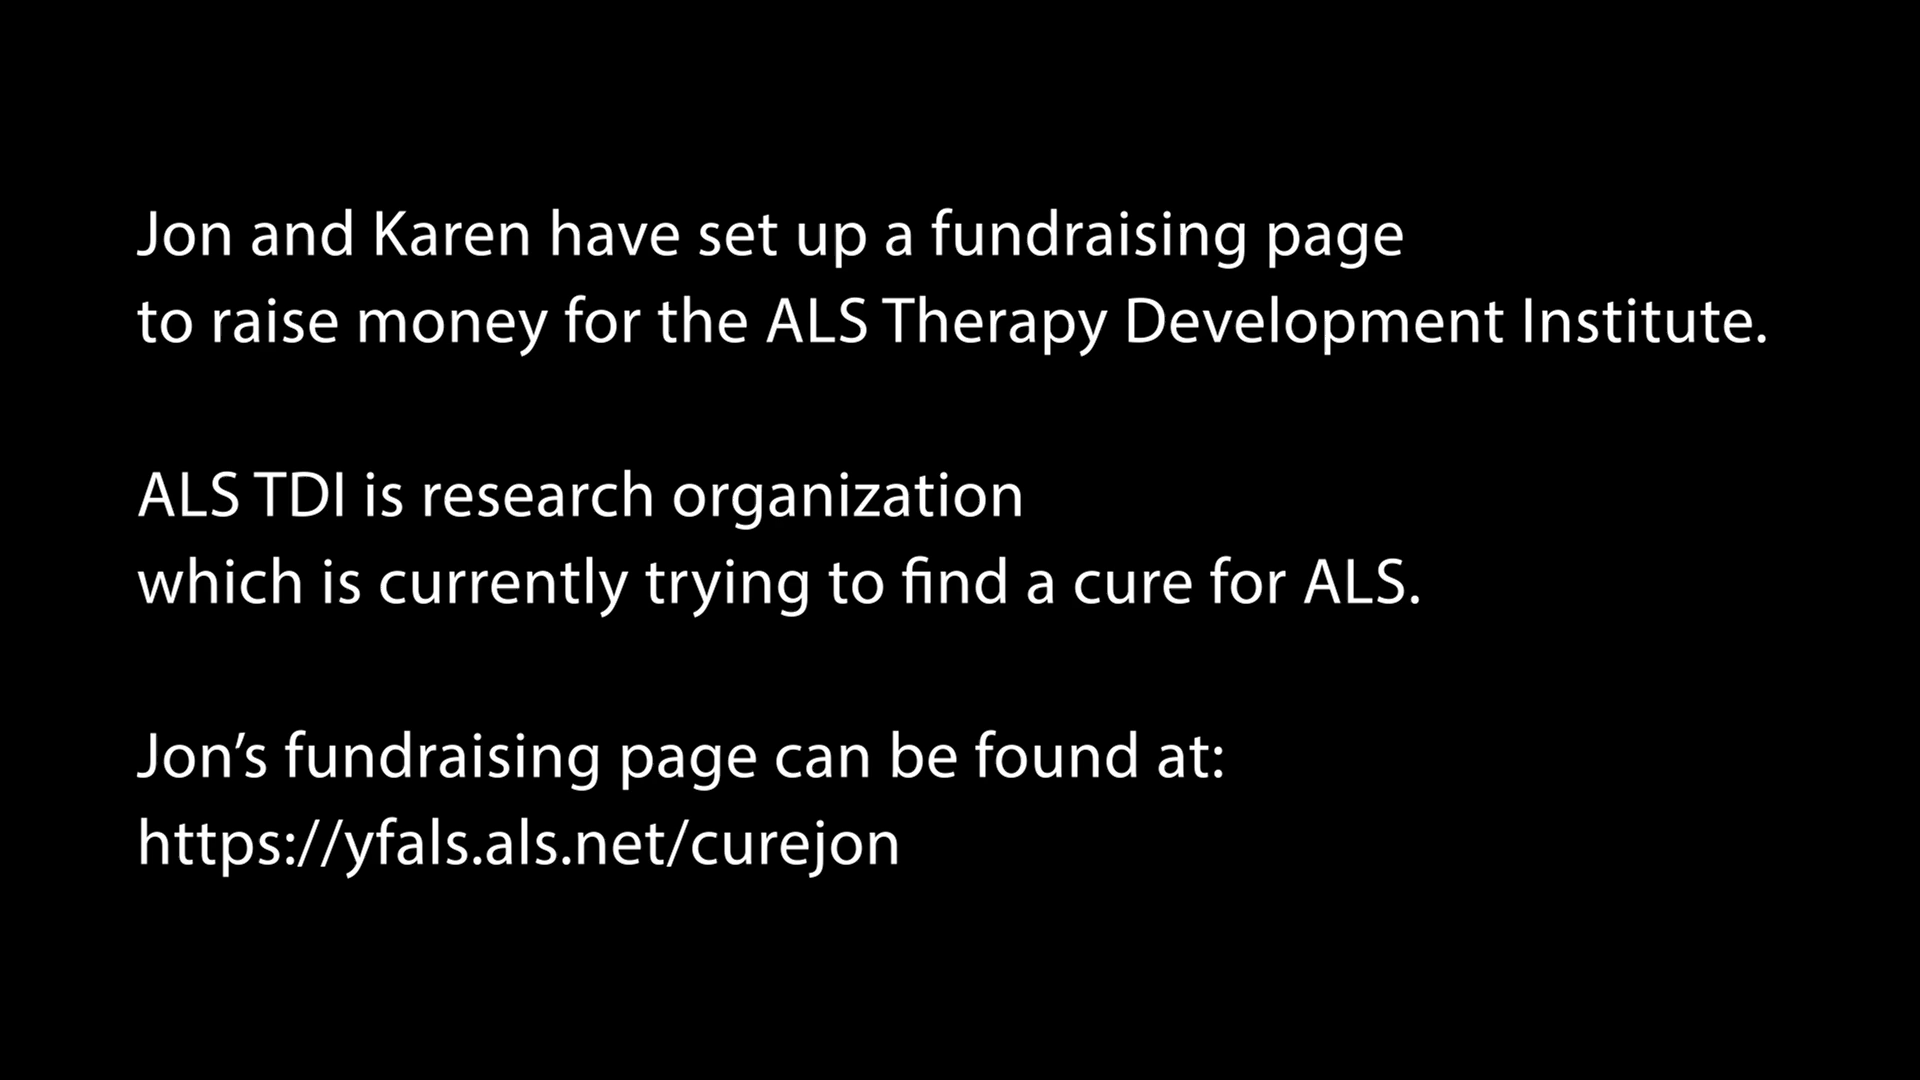 Jon and Karen have set up a fundraising page
to raise money for the ALS Therapy Development Institute.
ALS TDI is research organization
which is currently trying to find a cure for ALS.
Jon’s fundraising page can be found at:
https://yfals.als.net/curejon